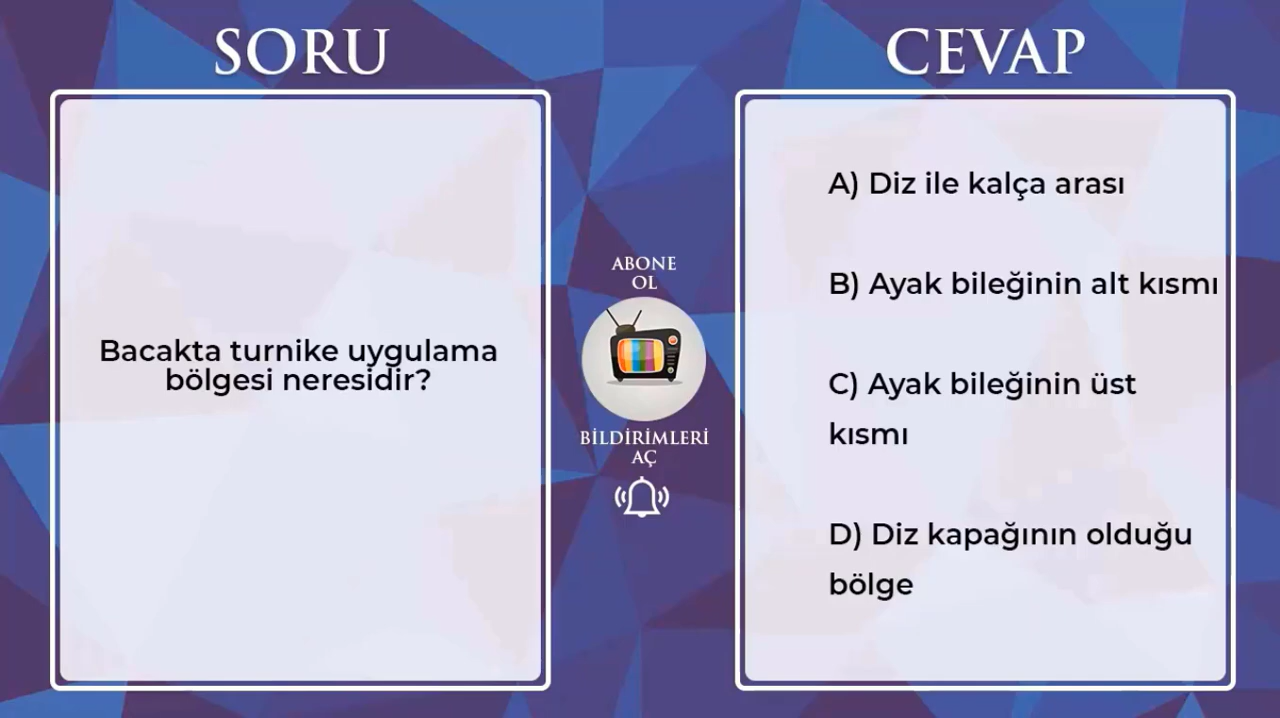 SORU
Bacakta turnike uygulama
bölgesi neresidir?
ABONE
OL
BİLDİRİMLERİ
AÇ
CEVAP
A) Diz ile kalça arası
B) Ayak bileğinin alt kısmı
C) Ayak bileğinin üst
kısmı
D) Diz kapağının olduğu
bölge